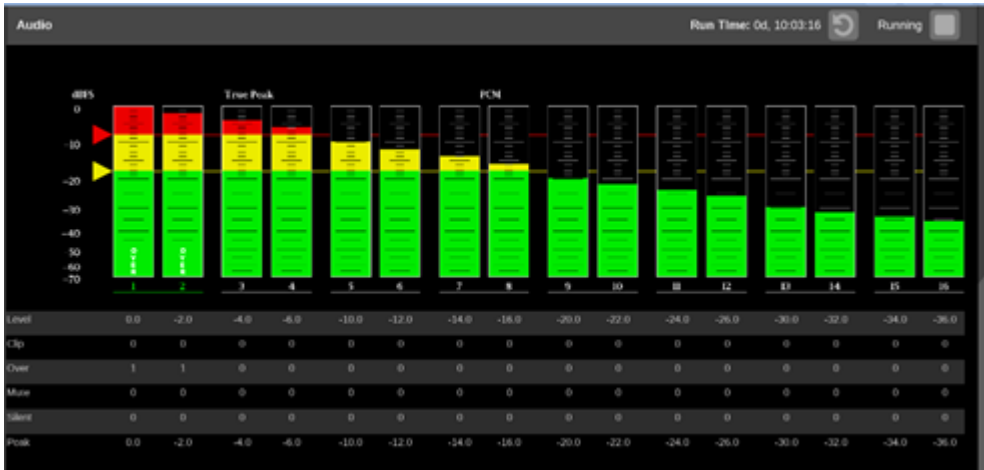 Audio Run Time: 0d, 10:03:16 Running
dBFS True Peak PCM
0
-10
-20
-30
-40
-50
-60
-70
OVER OVER
1 2 3 4 5 6 7 8 9 10 11 12 13 14 15 16
Level 0.0 -2.0 -4.0 -6.0 -10.0 -12.0 -14.0 -16.0 -20.0 -22.0 -24.0 -26.0 -30.0 -32.0 -34.0 -36.0
Clip 0 0 0 0 0 0 0 0 0 0 0 0 0 0 0 0
Over 1 1 0 0 0 0 0 0 0 0 0 0 0 0 0 0
Mute 0 0 0 0 0 0 0 0 0 0 0 0 0 0 0 0
Silent 0 0 0 0 0 0 0 0 0 0 0 0 0 0 0 0
Peak 0.0 -2.0 -4.0 -6.0 -10.0 -12.0 -14.0 -16.0 -20.0 -22.0 -24.0 -26.0 -30.0 -32.0 -34.0 -36.0